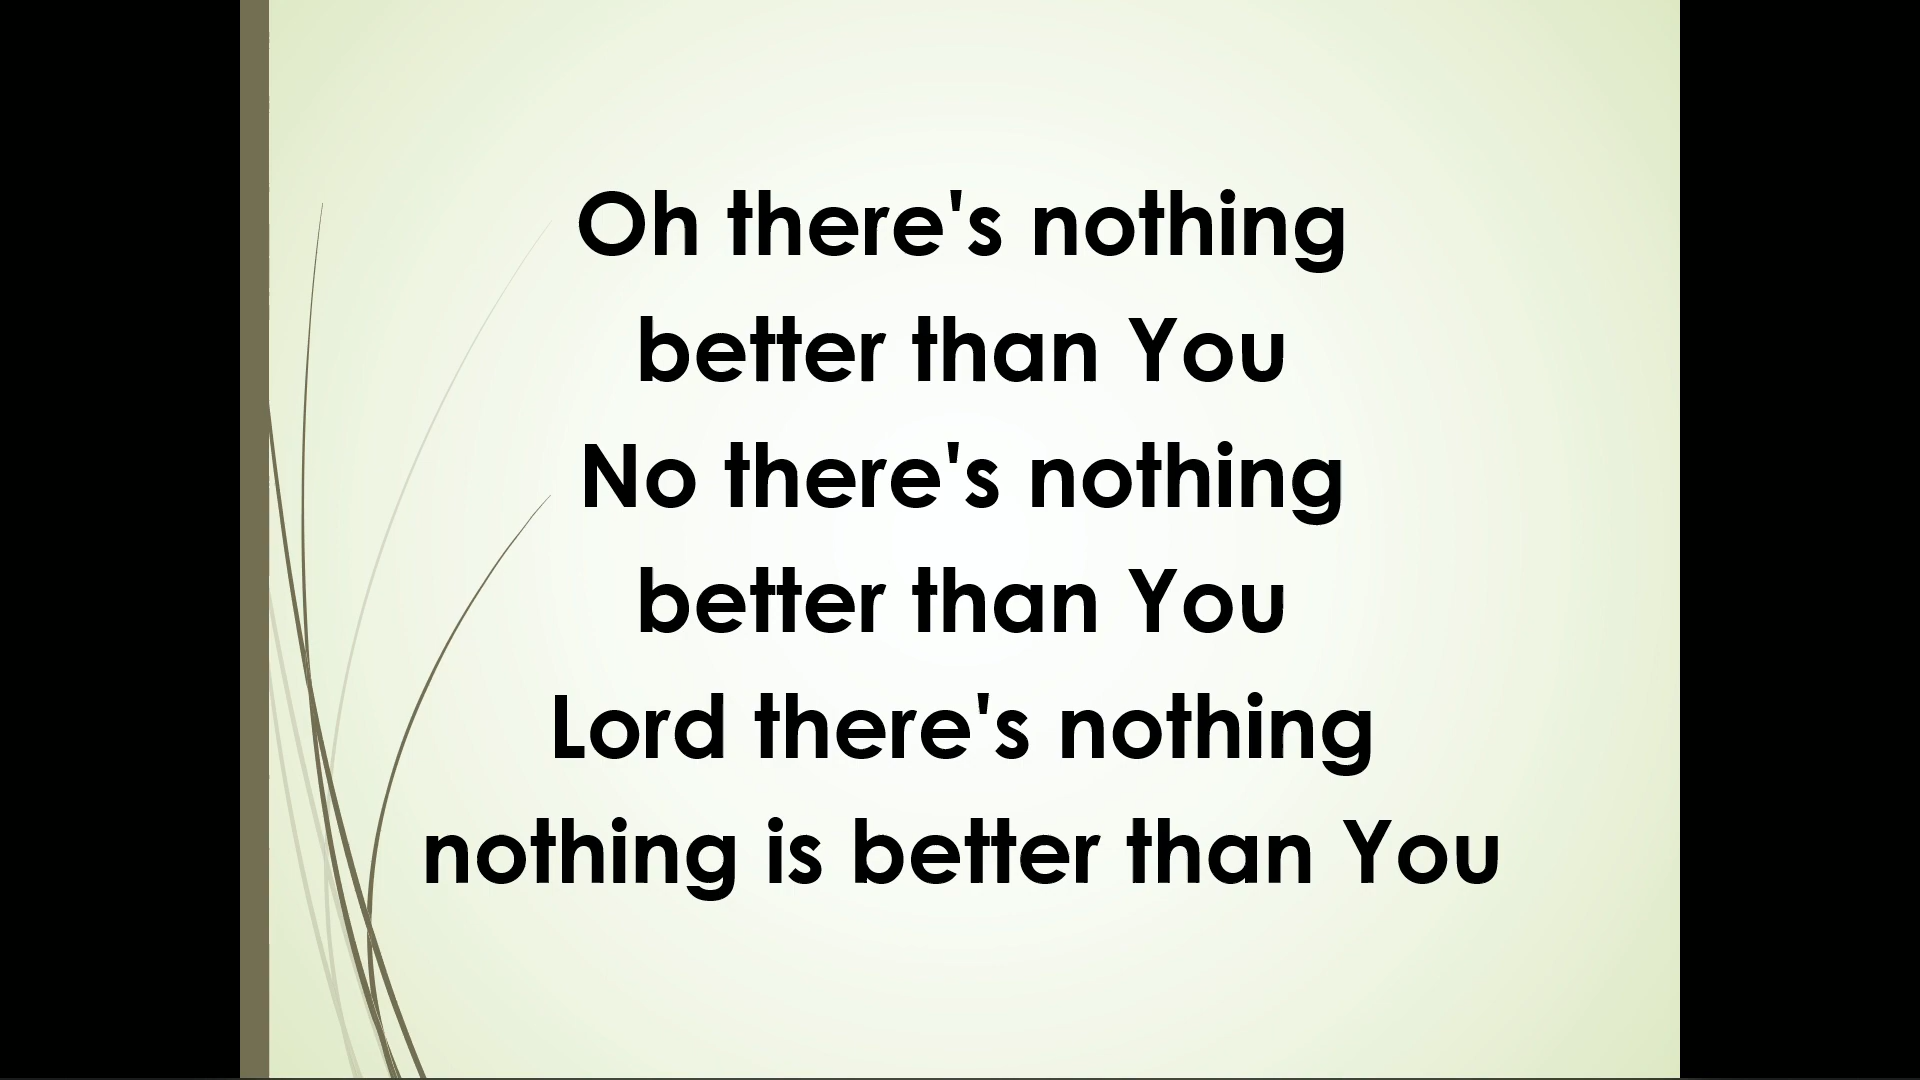 Oh there's nothing
better than You
No there's nothing
better than You
Lord there's nothing
nothing is better than You